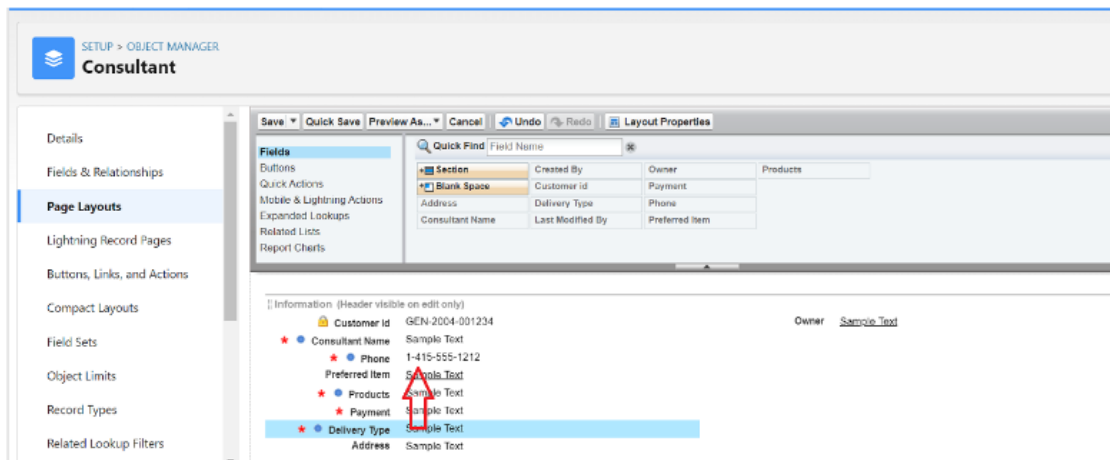 SETUP > OBJECT MANAGER
Consultant
Details
Fields & Relationships
Page Layouts
Lightning Record Pages
Buttons, Links, and Actions
Compact Layouts
Field Sets
Object Limits
Record Types
Related Lookup Filters
Save Quick Save Preview As... Cancel Undo Redo Layout Properties
Fields
Buttons
Quick Actions
Mobile & Lightning Actions
Expanded Lookups
Related Lists
Report Charts
Quick Find Field Name
Section Created By Owner Products
Blank Space Customer id Payment
Address Delivery Type Phone
Consultant Name Last Modified By Preferred Item
Information (Header visible on edit only)
Customer Id GEN-2004-001234 Owner Sample Text
* Consultant Name Sample Text
* Phone 1-415-555-1212
Preferred Item Sample Text
* Products Sample Text
* Payment Sample Text
* Delivery Type Sample Text
Address Sample Text